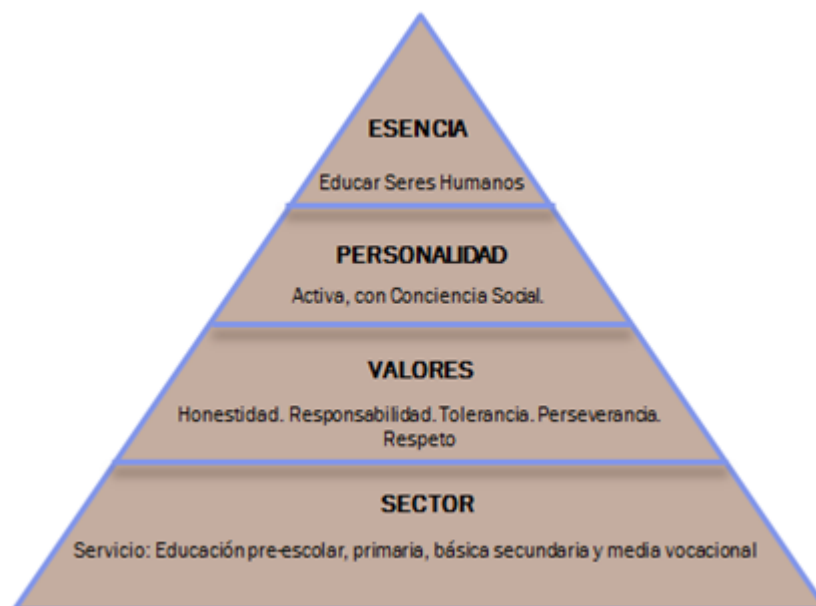 ESENCIA
Educar Seres Humanos
PERSONALIDAD
Activa, con Conciencia Social.
VALORES
Honestidad. Responsabilidad. Tolerancia. Perseverancia.
Respeto
SECTOR
Servicio: Educación pre-escolar, primaria, básica secundaria y media vocacional